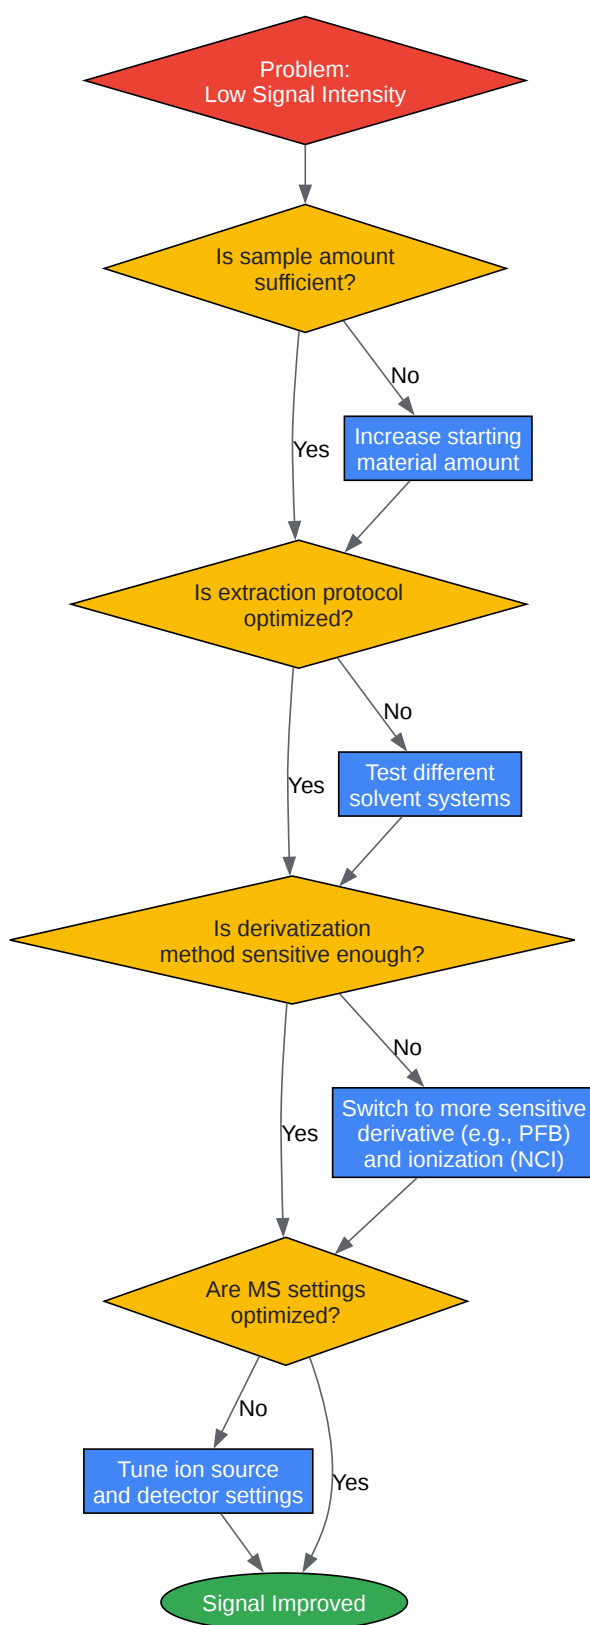 Problem:
Low Signal Intensity
Is sample amount
sufficient?
No
Yes
Increase starting
material amount
Is extraction protocol
optimized?
No
Yes
Test different
solvent systems
Is derivatization
method sensitive enough?
No
Yes
Switch to more sensitive
derivative (e.g., PFB)
and ionization (NCI)
Are MS settings
optimized?
No
Yes
Tune ion source
and detector settings
Signal Improved